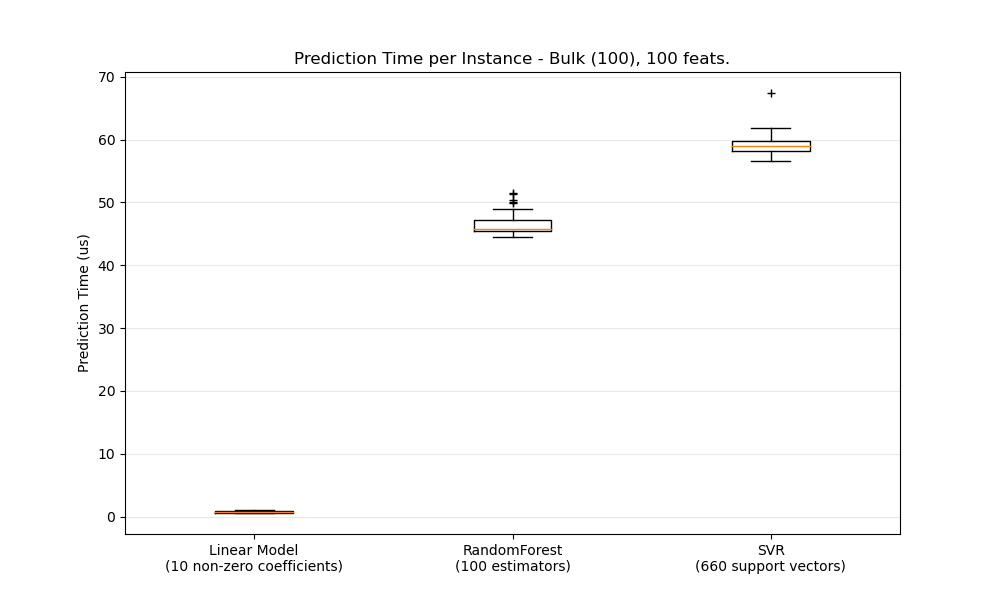 Prediction Time per Instance - Bulk (100), 100 feats.
Prediction Time (us)
70
60
50
40
30
20
10
0
Linear Model
(10 non-zero coefficients)
RandomForest
(100 estimators)
SVR
(660 support vectors)